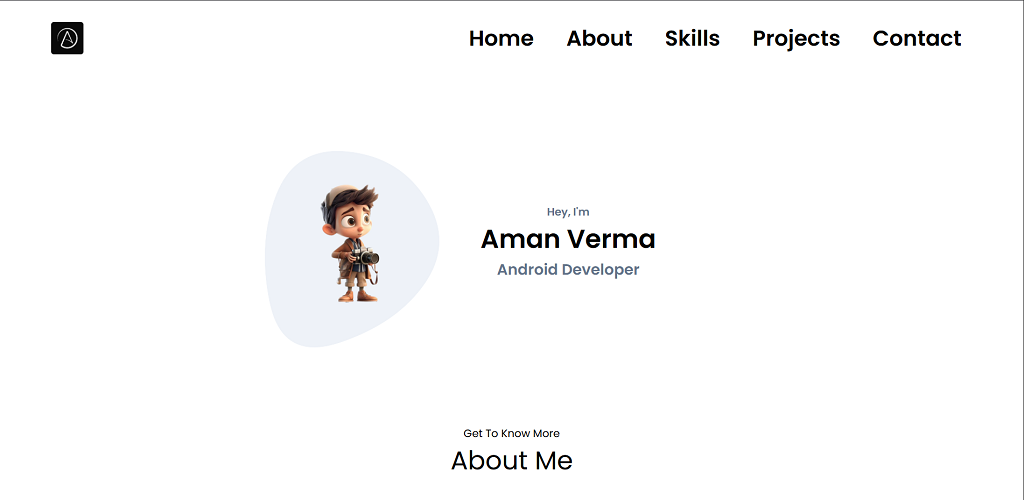 Home About Skills Projects Contact
Hey, I'm
Aman Verma
Android Developer
Get To Know More
About Me